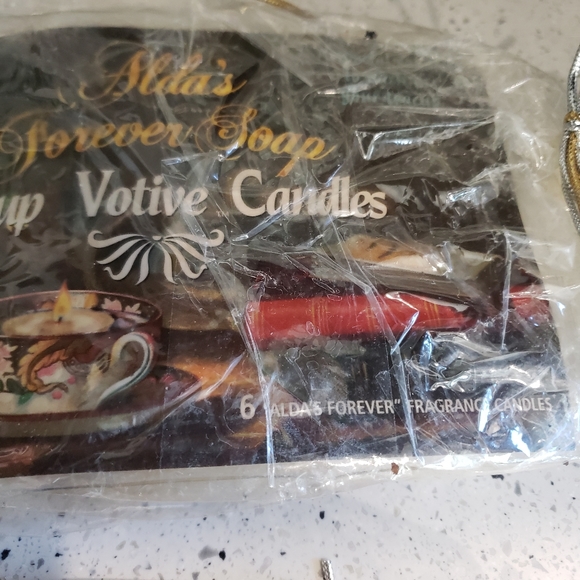 Alda's
Forever Soap
up Votive Candles
6 "ALDA'S FOREVER" FRAGRANCE CANDLES